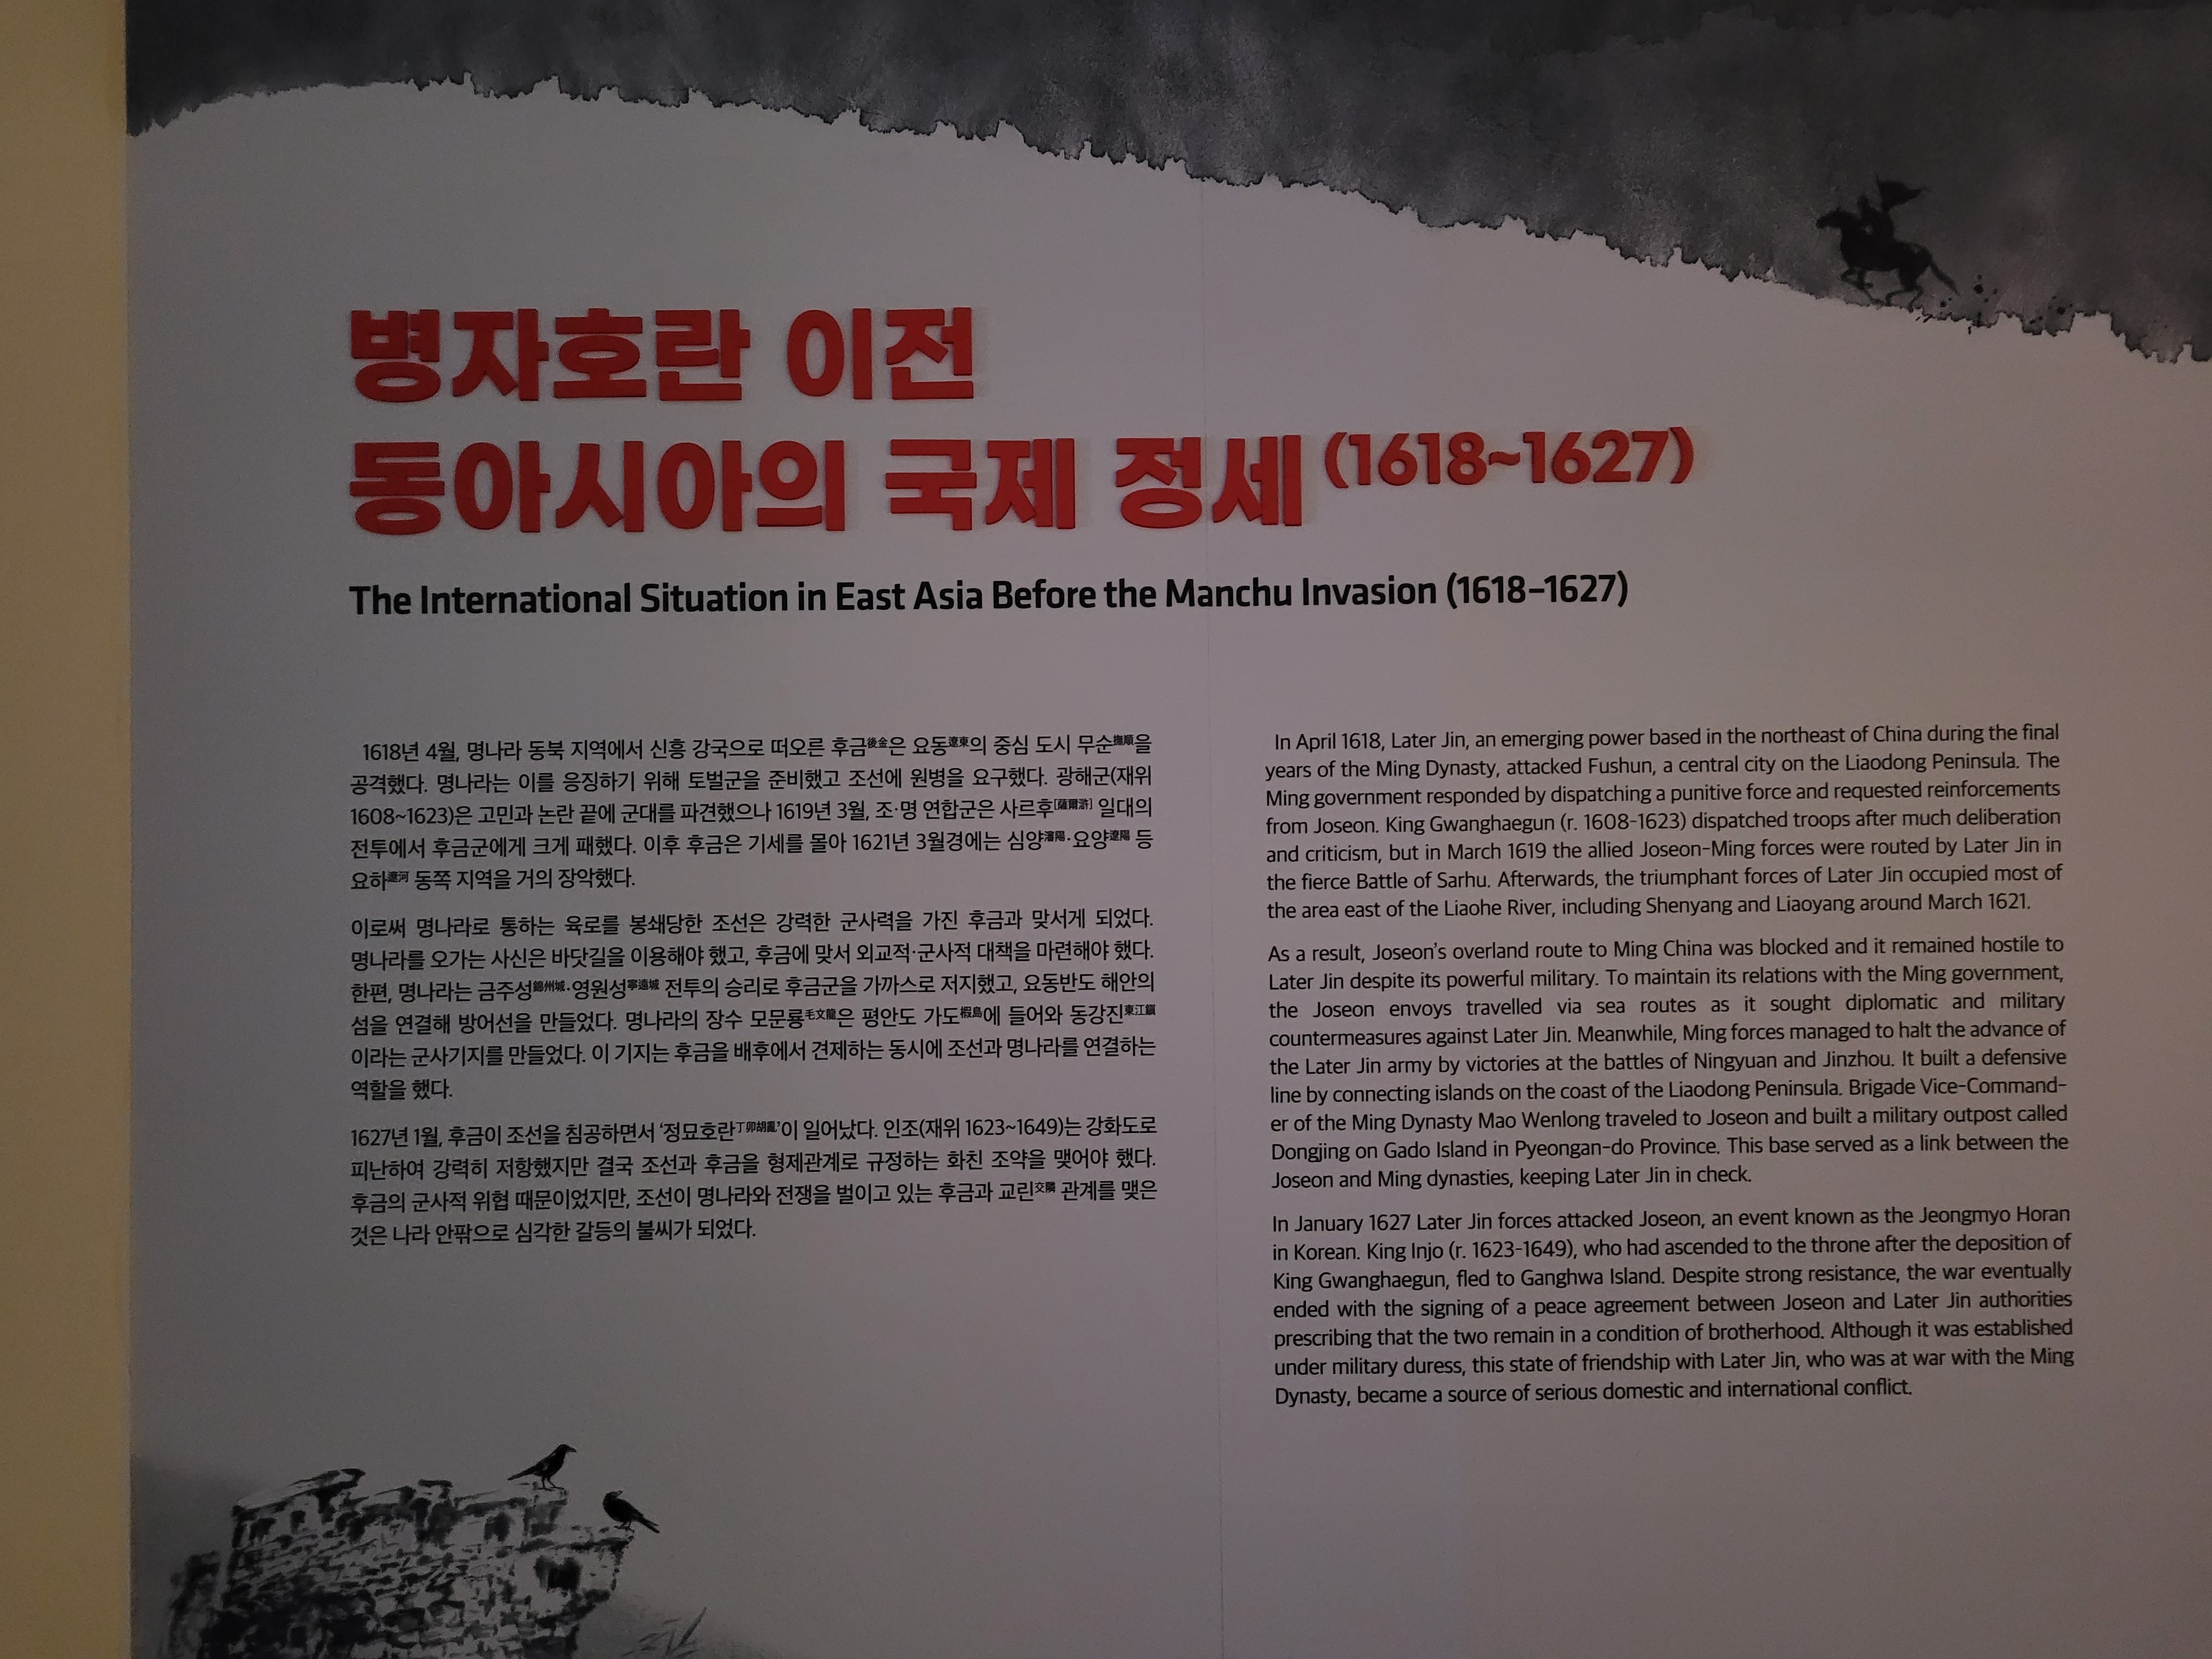 병자호란 이전
동아시아의 국제 정세 (1618~1627)
The International Situation in East Asia Before the Manchu Invasion (1618-1627)
1618년 4월, 명나라 동북 지역에서 신흥 강국으로 떠오른 후금後金은 요동遼東의 중심 도시 무순撫順을
공격했다. 명나라는 이를 응징하기 위해 토벌군을 준비했고 조선에 원병을 요구했다. 광해군(재위
1608~1623)은 고민과 논란 끝에 군대를 파견했으나 1619년 3월, 조·명 연합군은 사르후[薩爾滸] 일대의
전투에서 후금군에게 크게 패했다. 이후 후금은 기세를 몰아 1621년 3월경에는 심양瀋陽·요양遼陽 등
요하遼河 동쪽 지역을 거의 장악했다.
이로써 명나라로 통하는 육로를 봉쇄당한 조선은 강력한 군사력을 가진 후금과 맞서게 되었다.
명나라를 오가는 사신은 바닷길을 이용해야 했고, 후금에 맞서 외교적·군사적 대책을 마련해야 했다.
한편, 명나라는 금주성錦州城·영원성寧遠城 전투의 승리로 후금군을 가까스로 저지했고, 요동반도 해안의
섬을 연결해 방어선을 만들었다. 명나라의 장수 모문룡毛文龍은 평안도 가도椵島에 들어와 동강진東江鎭
이라는 군사기지를 만들었다. 이 기지는 후금을 배후에서 견제하는 동시에 조선과 명나라를 연결하는
역할을 했다.
1627년 1월, 후금이 조선을 침공하면서 '정묘호란丁卯胡亂'이 일어났다. 인조(재위 1623~1649)는 강화도로
피난하여 강력히 저항했지만 결국 조선과 후금을 형제관계로 규정하는 화친 조약을 맺어야 했다.
후금의 군사적 위협 때문이었지만, 조선이 명나라와 전쟁을 벌이고 있는 후금과 교린交隣 관계를 맺은
것은 나라 안팎으로 심각한 갈등의 불씨가 되었다.
In April 1618, Later Jin, an emerging power based in the northeast of China during the final
years of the Ming Dynasty, attacked Fushun, a central city on the Liaodong Peninsula. The
Ming government responded by dispatching a punitive force and requested reinforcements
from Joseon. King Gwanghaegun (r. 1608-1623) dispatched troops after much deliberation
and criticism, but in March 1619 the allied Joseon-Ming forces were routed by Later Jin in
the fierce Battle of Sarhu. Afterwards, the triumphant forces of Later Jin occupied most of
the area east of the Liaohe River, including Shenyang and Liaoyang around March 1621.
As a result, Joseon's overland route to Ming China was blocked and it remained hostile to
Later Jin despite its powerful military. To maintain its relations with the Ming government,
the Joseon envoys travelled via sea routes as it sought diplomatic and military
countermeasures against Later Jin. Meanwhile, Ming forces managed to halt the advance of
the Later Jin army by victories at the battles of Ningyuan and Jinzhou. It built a defensive
line by connecting islands on the coast of the Liaodong Peninsula. Brigade Vice-Command-
er of the Ming Dynasty Mao Wenlong traveled to Joseon and built a military outpost called
Dongjing on Gado Island in Pyeongan-do Province. This base served as a link between the
Joseon and Ming dynasties, keeping Later Jin in check.
In January 1627 Later Jin forces attacked Joseon, an event known as the Jeongmyo Horan
in Korean. King Injo (r. 1623-1649), who had ascended to the throne after the deposition of
King Gwanghaegun, fled to Ganghwa Island. Despite strong resistance, the war eventually
ended with the signing of a peace agreement between Joseon and Later Jin authorities
prescribing that the two remain in a condition of brotherhood. Although it was established
under military duress, this state of friendship with Later Jin, who was at war with the Ming
Dynasty, became a source of serious domestic and international conflict.